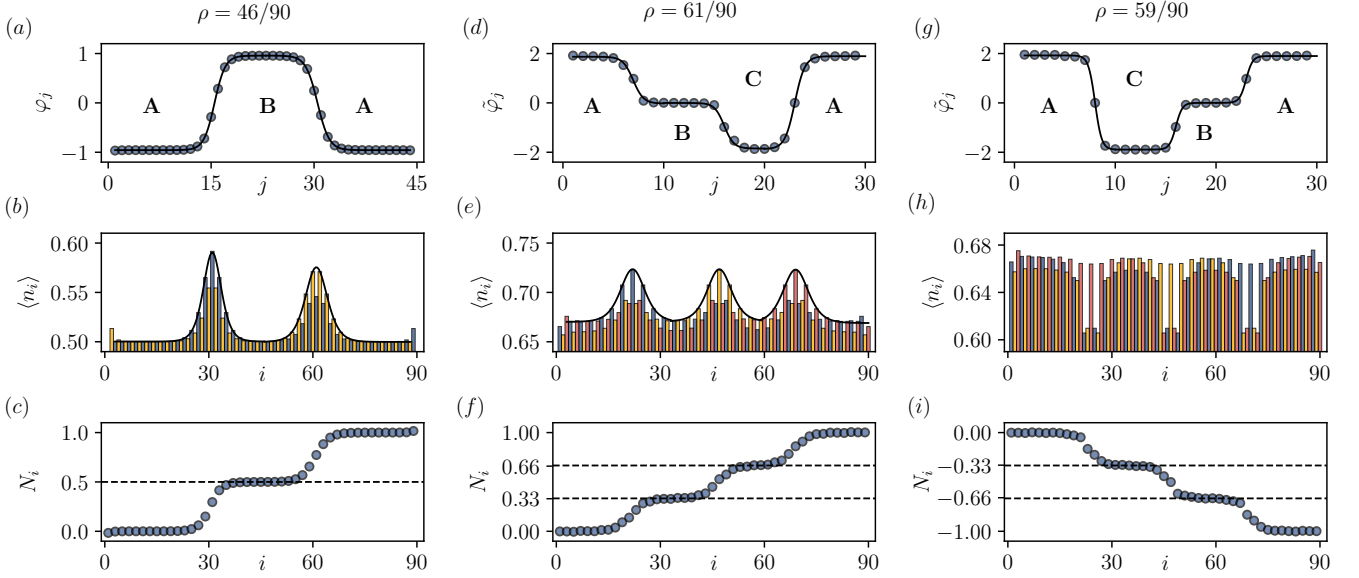 ρ = 46/90
ρ = 61/90
ρ = 59/90
(a)
(d)
(g)
φ_j
1
0
−1
A
B
A
0
15
30
45
j
φ̃_j
2
0
−2
A
B
C
A
0
10
20
30
j
φ̃_j
2
0
−2
A
C
B
A
0
10
20
30
j
(b)
(e)
(h)
⟨n_i⟩
0.60
0.55
0.50
0
30
60
90
i
⟨n_i⟩
0.75
0.70
0.65
0
30
60
90
i
⟨n_i⟩
0.68
0.64
0.60
0
30
60
90
i
(c)
(f)
(i)
N_i
1.0
0.5
0.0
0
30
60
90
i
N_i
1.00
0.66
0.33
0.00
0
30
60
90
i
N_i
0.00
−0.33
−0.66
−1.00
0
30
60
90
i